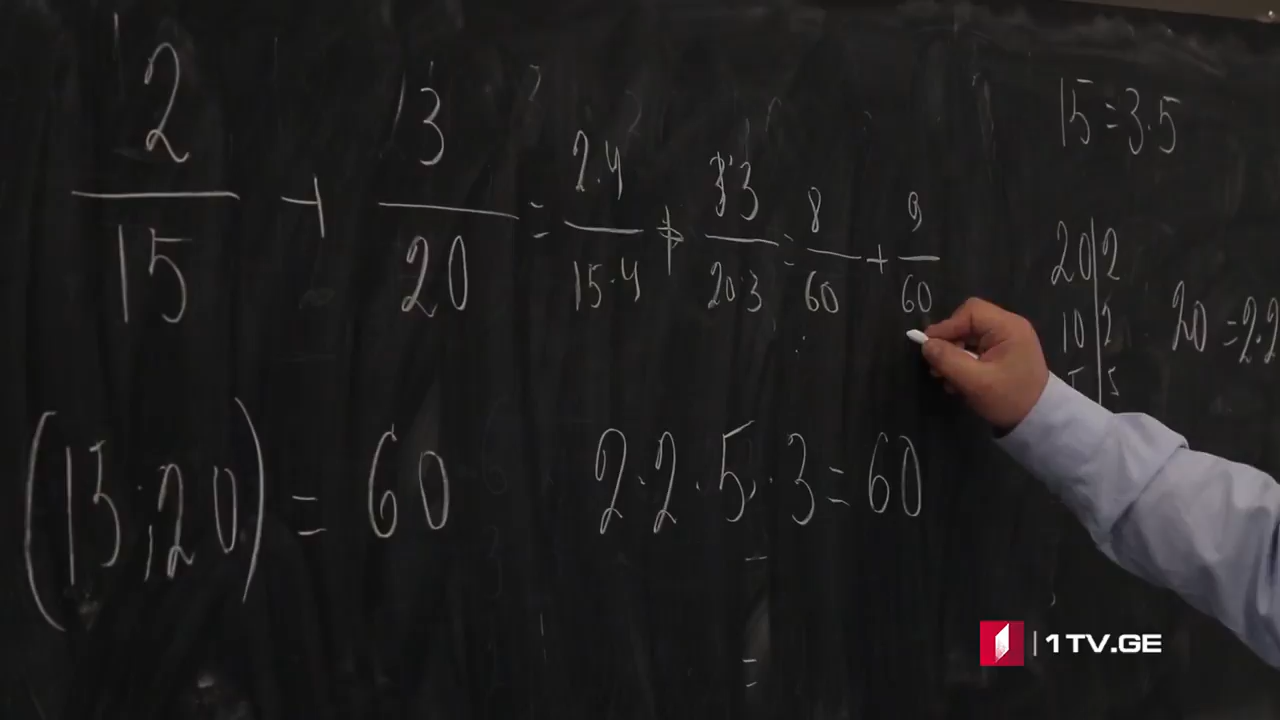 2/15 + 3/20 = 2·4/15·4 + 3·3/20·3 = 8/60 + 9/60
(15;20) = 60
2·2·5·3=60
15=3·5
20|2
10|2
5|5
20=2·2
1TV.GE